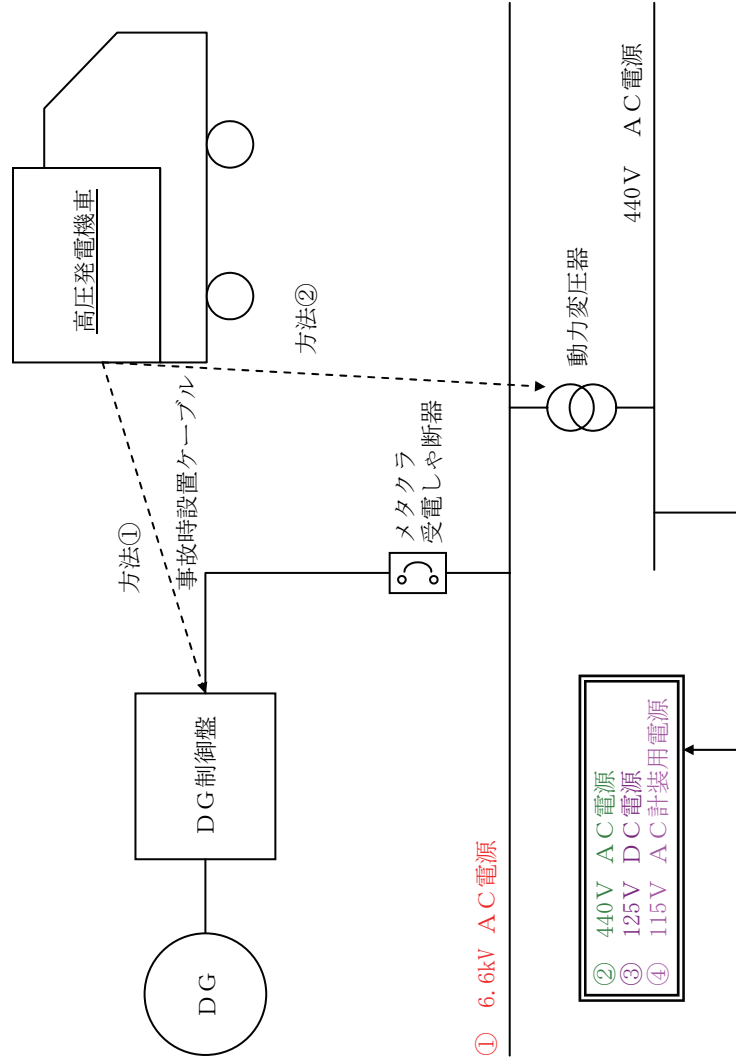 高圧発電機車
方法①
事故時設置ケーブル
方法②
DG
DG制御盤
メタクラ
受電しゃ断器
① 6.6kV AC電源
動力変圧器
440V AC電源
② 440V AC電源
③ 125V DC電源
④ 115V AC計装用電源